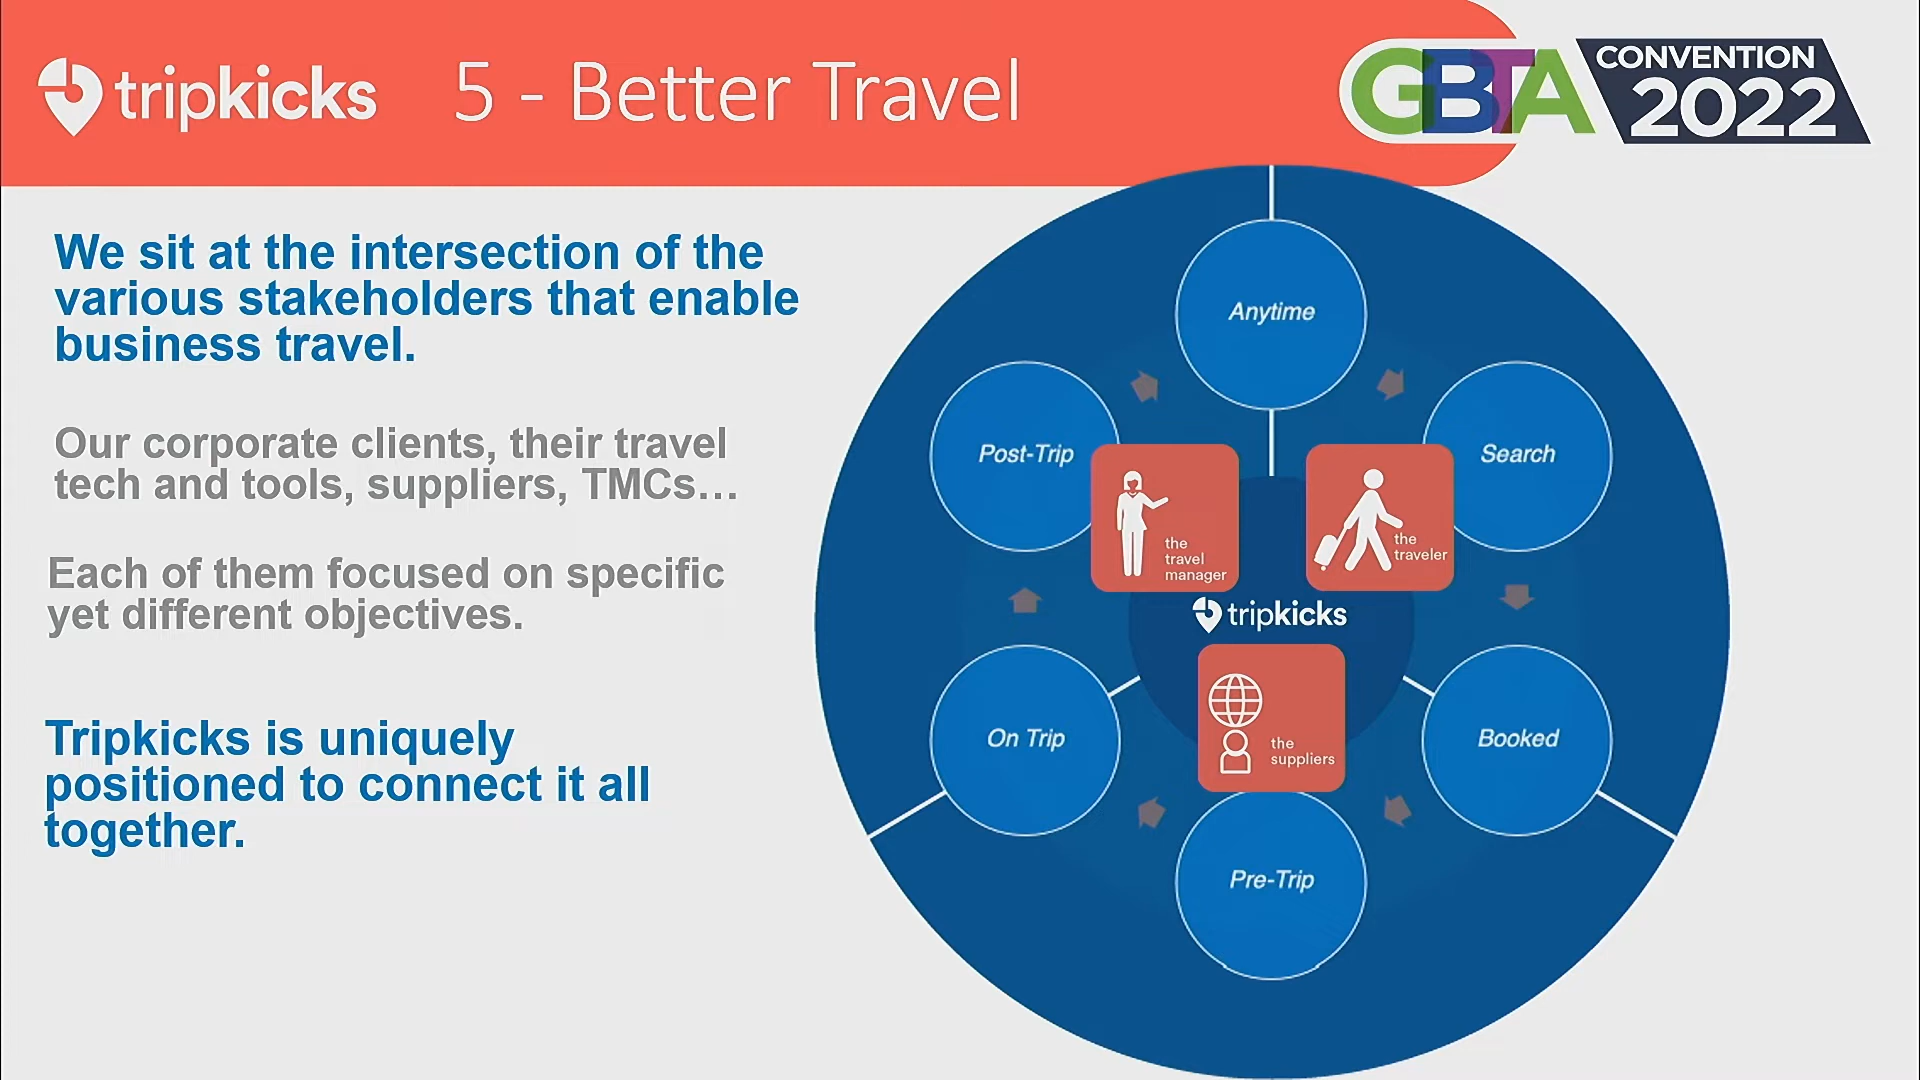 tripkicks
5 - Better Travel
GBTA
CONVENTION
2022
We sit at the intersection of the
various stakeholders that enable
business travel.
Our corporate clients, their travel
tech and tools, suppliers, TMCs...
Each of them focused on specific
yet different objectives.
Tripkicks is uniquely
positioned to connect it all
together.
Anytime
Post-Trip
Search
the
travel
manager
the
traveler
tripkicks
On Trip
Booked
the
suppliers
Pre-Trip